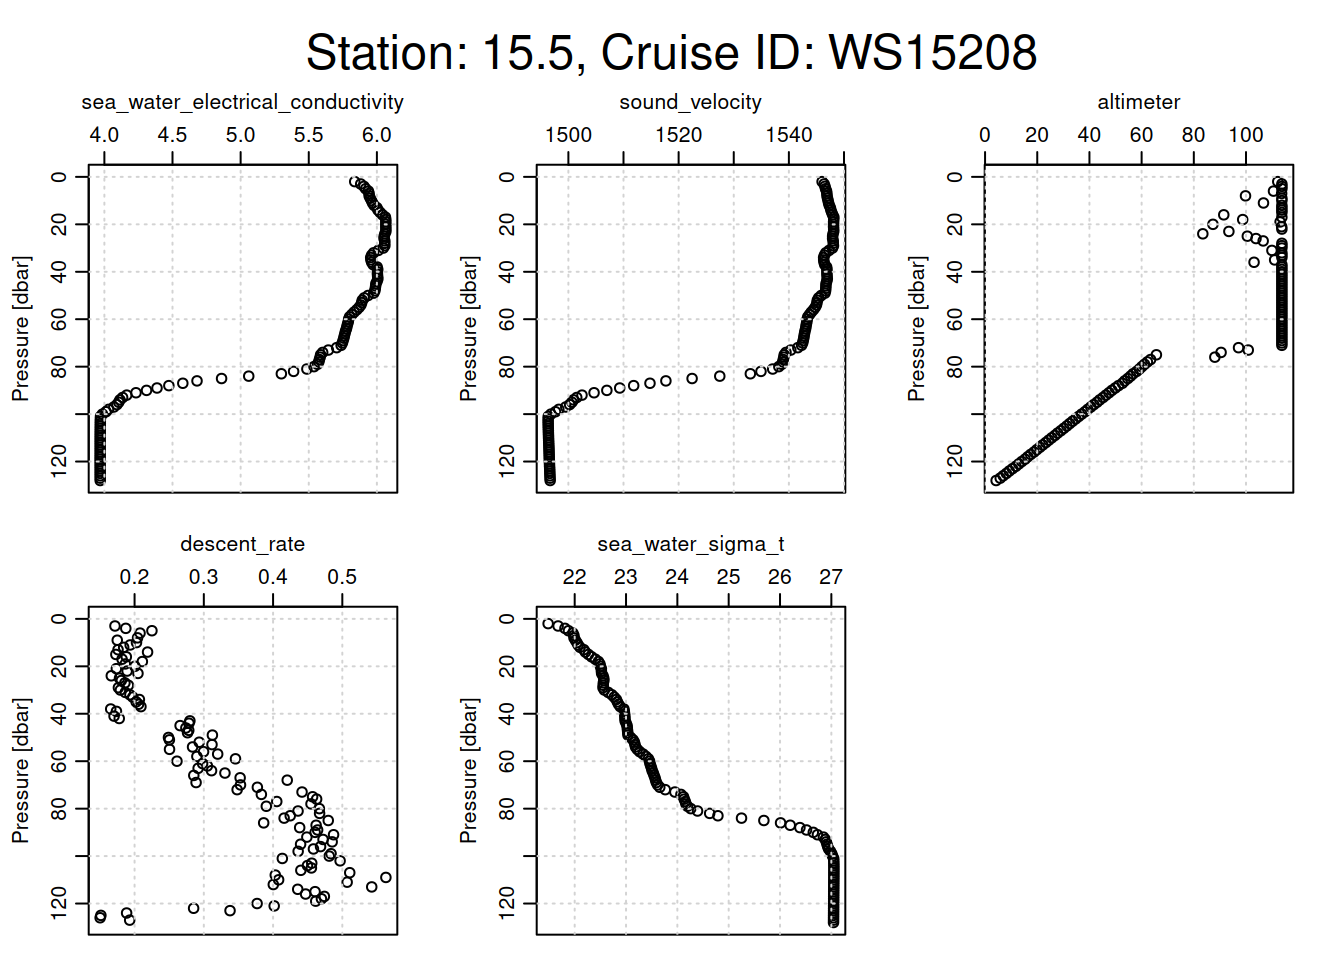 Station: 15.5, Cruise ID: WS15208
sea_water_electrical_conductivity
4.0 4.5 5.0 5.5 6.0
Pressure [dbar]
0 20 40 60 80 120
sound_velocity
1500 1520 1540
Pressure [dbar]
0 20 40 60 80 120
altimeter
0 20 40 60 80 100
Pressure [dbar]
0 20 40 60 80 120
descent_rate
0.2 0.3 0.4 0.5
Pressure [dbar]
0 20 40 60 80 120
sea_water_sigma_t
22 23 24 25 26 27
Pressure [dbar]
0 20 40 60 80 120